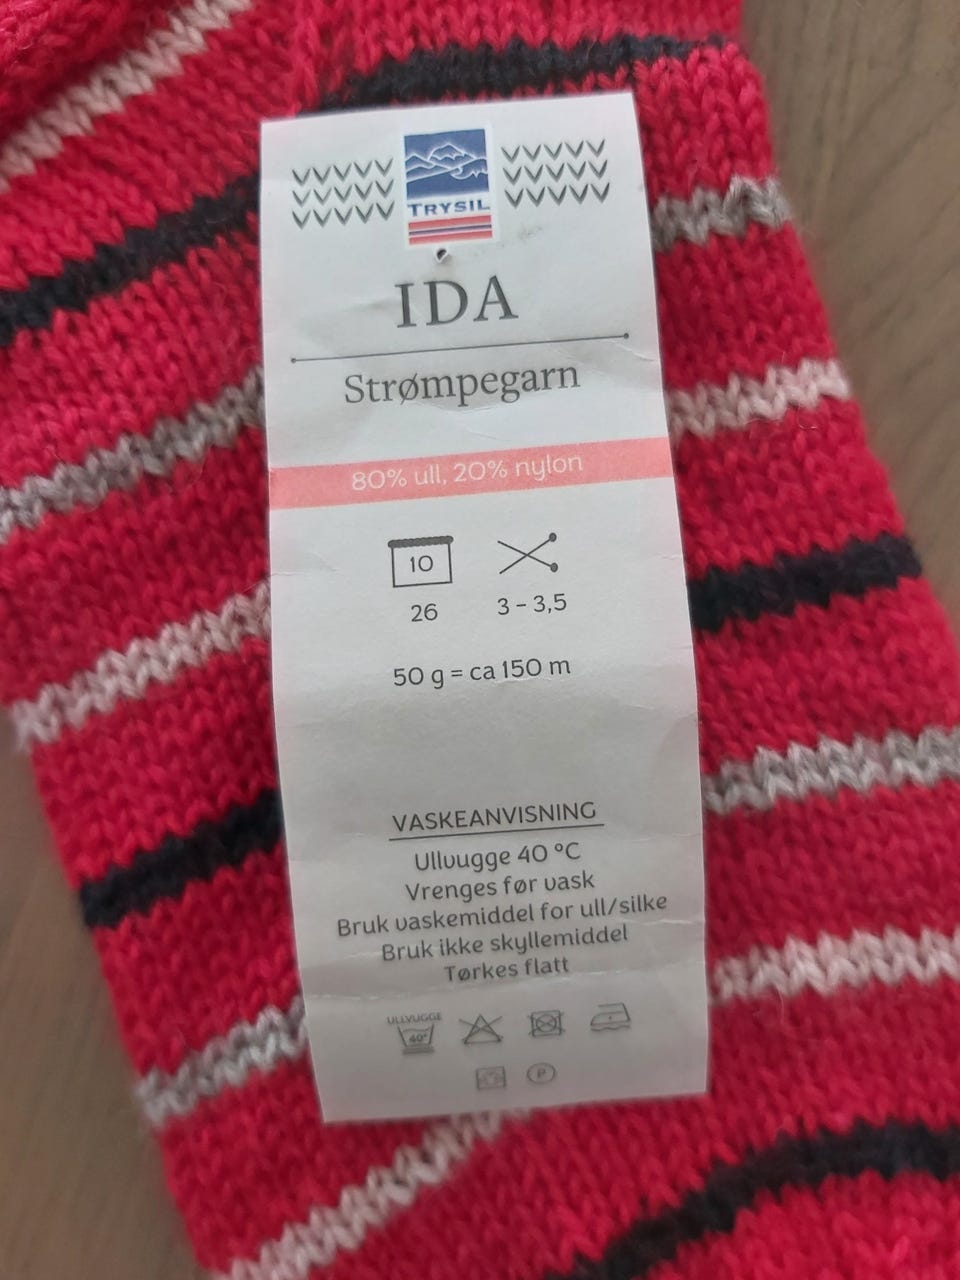 TRYSIL
IDA
Strømpegarn
80% ull, 20% nylon
10
26
3 - 3,5
50 g = ca 150 m
VASKEANVISNING
Ullvugge 40 °C
Vrenges før vask
Bruk vaskemiddel for ull/silke
Bruk ikke skyllemiddel
Tørkes flatt
ULLVUGGE
40°
P